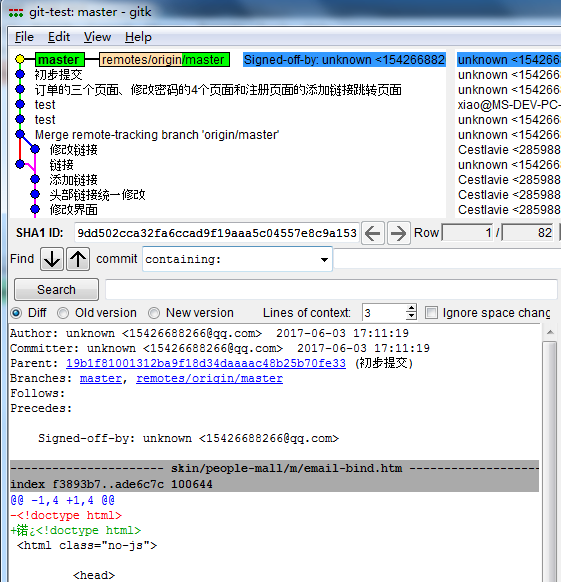 git-test: master - gitk
File Edit View Help
master remotes/origin/master Signed-off-by: unknown <154266882 unknown <154266
初步提交 unknown <154266
订单的三个页面、修改密码的4个页面和注册页面的添加链接跳转页面 unknown <154266
test xiao@MS-DEV-PC-
test unknown <154266
Merge remote-tracking branch 'origin/master' unknown <154266
修改链接 Cestlavie <285988
链接 unknown <154266
添加链接 Cestlavie <285988
头部链接统一修改 Cestlavie <285988
修改界面 Cestlavie <285988
SHA1 ID: 9dd502cca32fa6ccad9f19aaa5c04557e8c9a153 Row 1 / 82
Find commit containing:
Search
Diff Old version New version Lines of context: 3 Ignore space chang
Author: unknown <15426688266@qq.com> 2017-06-03 17:11:19
Committer: unknown <15426688266@qq.com> 2017-06-03 17:11:19
Parent: 19b1f81001312ba9f18d34daaaac48b25b70fe33 (初步提交)
Branches: master, remotes/origin/master
Follows:
Precedes:
Signed-off-by: unknown <15426688266@qq.com>
---------------------- skin/people-mall/m/email-bind.htm ------------------
index f3893b7..ade6c7c 100644
@@ -1,4 +1,4 @@
-<!doctype html>
+锘¿<!doctype html>
<html class="no-js">
<head>